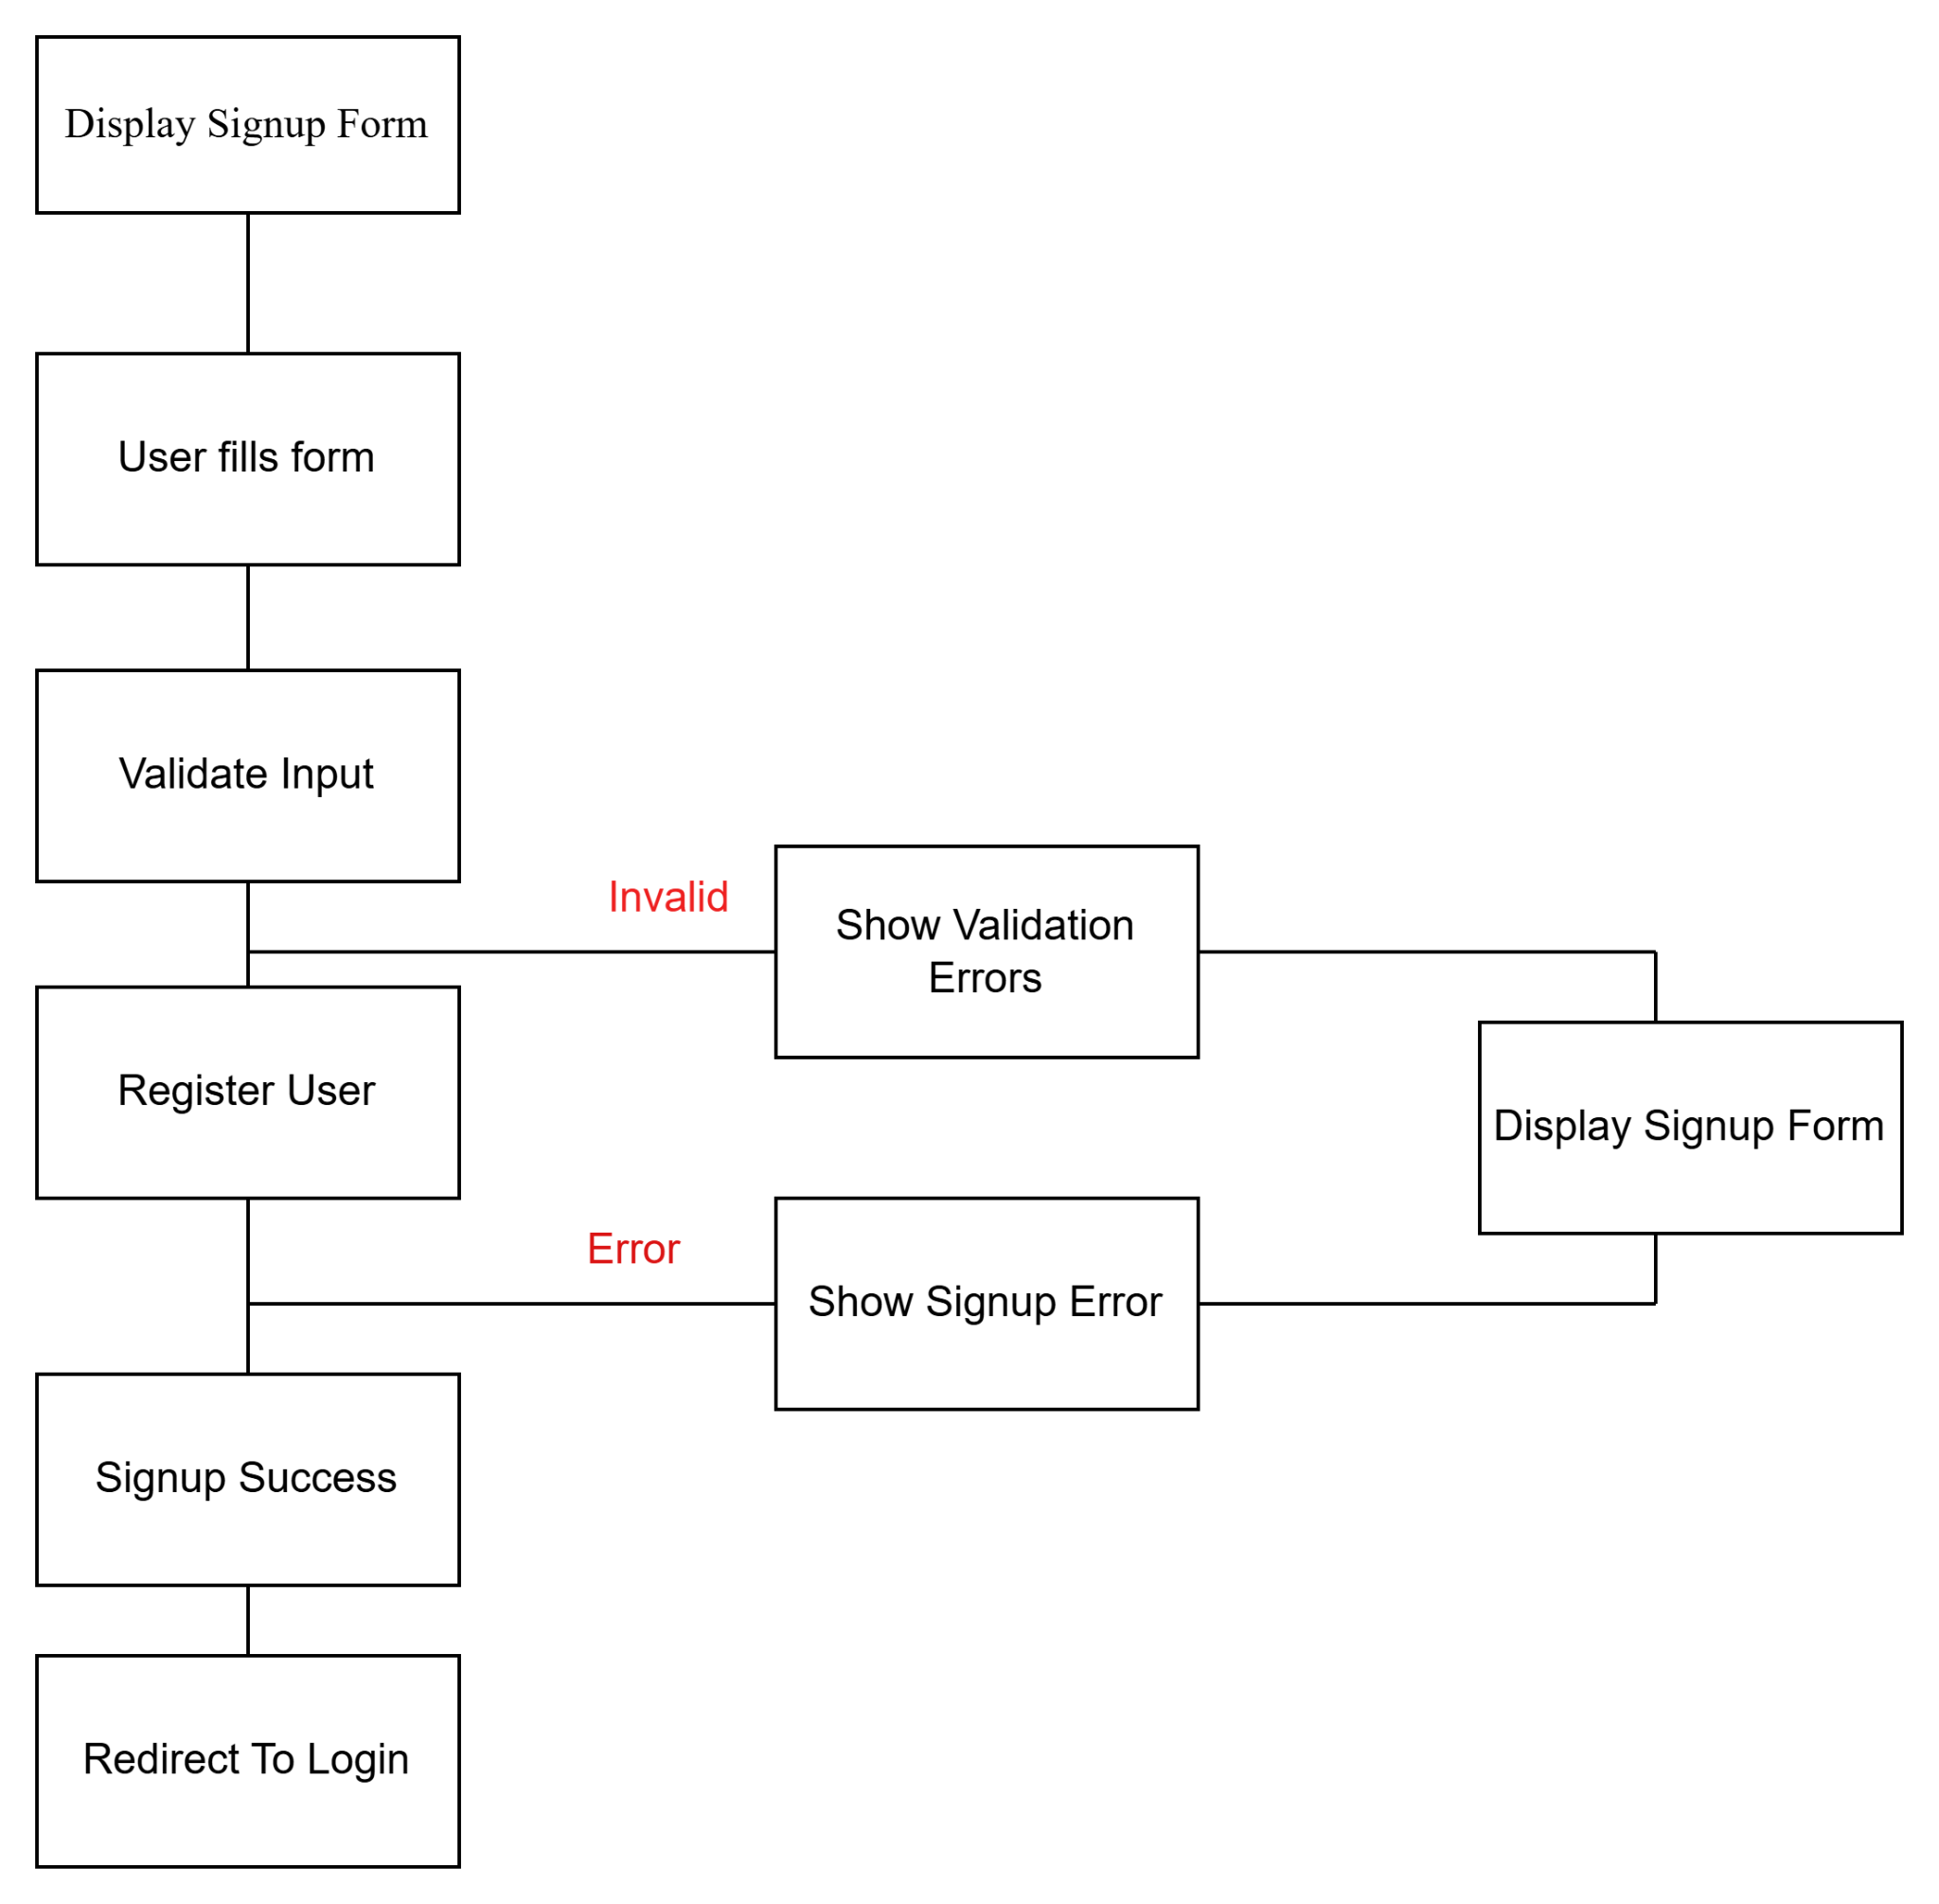 Display Signup Form
User fills form
Validate Input
Invalid
Show Validation
Errors
Register User
Display Signup Form
Error
Show Signup Error
Signup Success
Redirect To Login